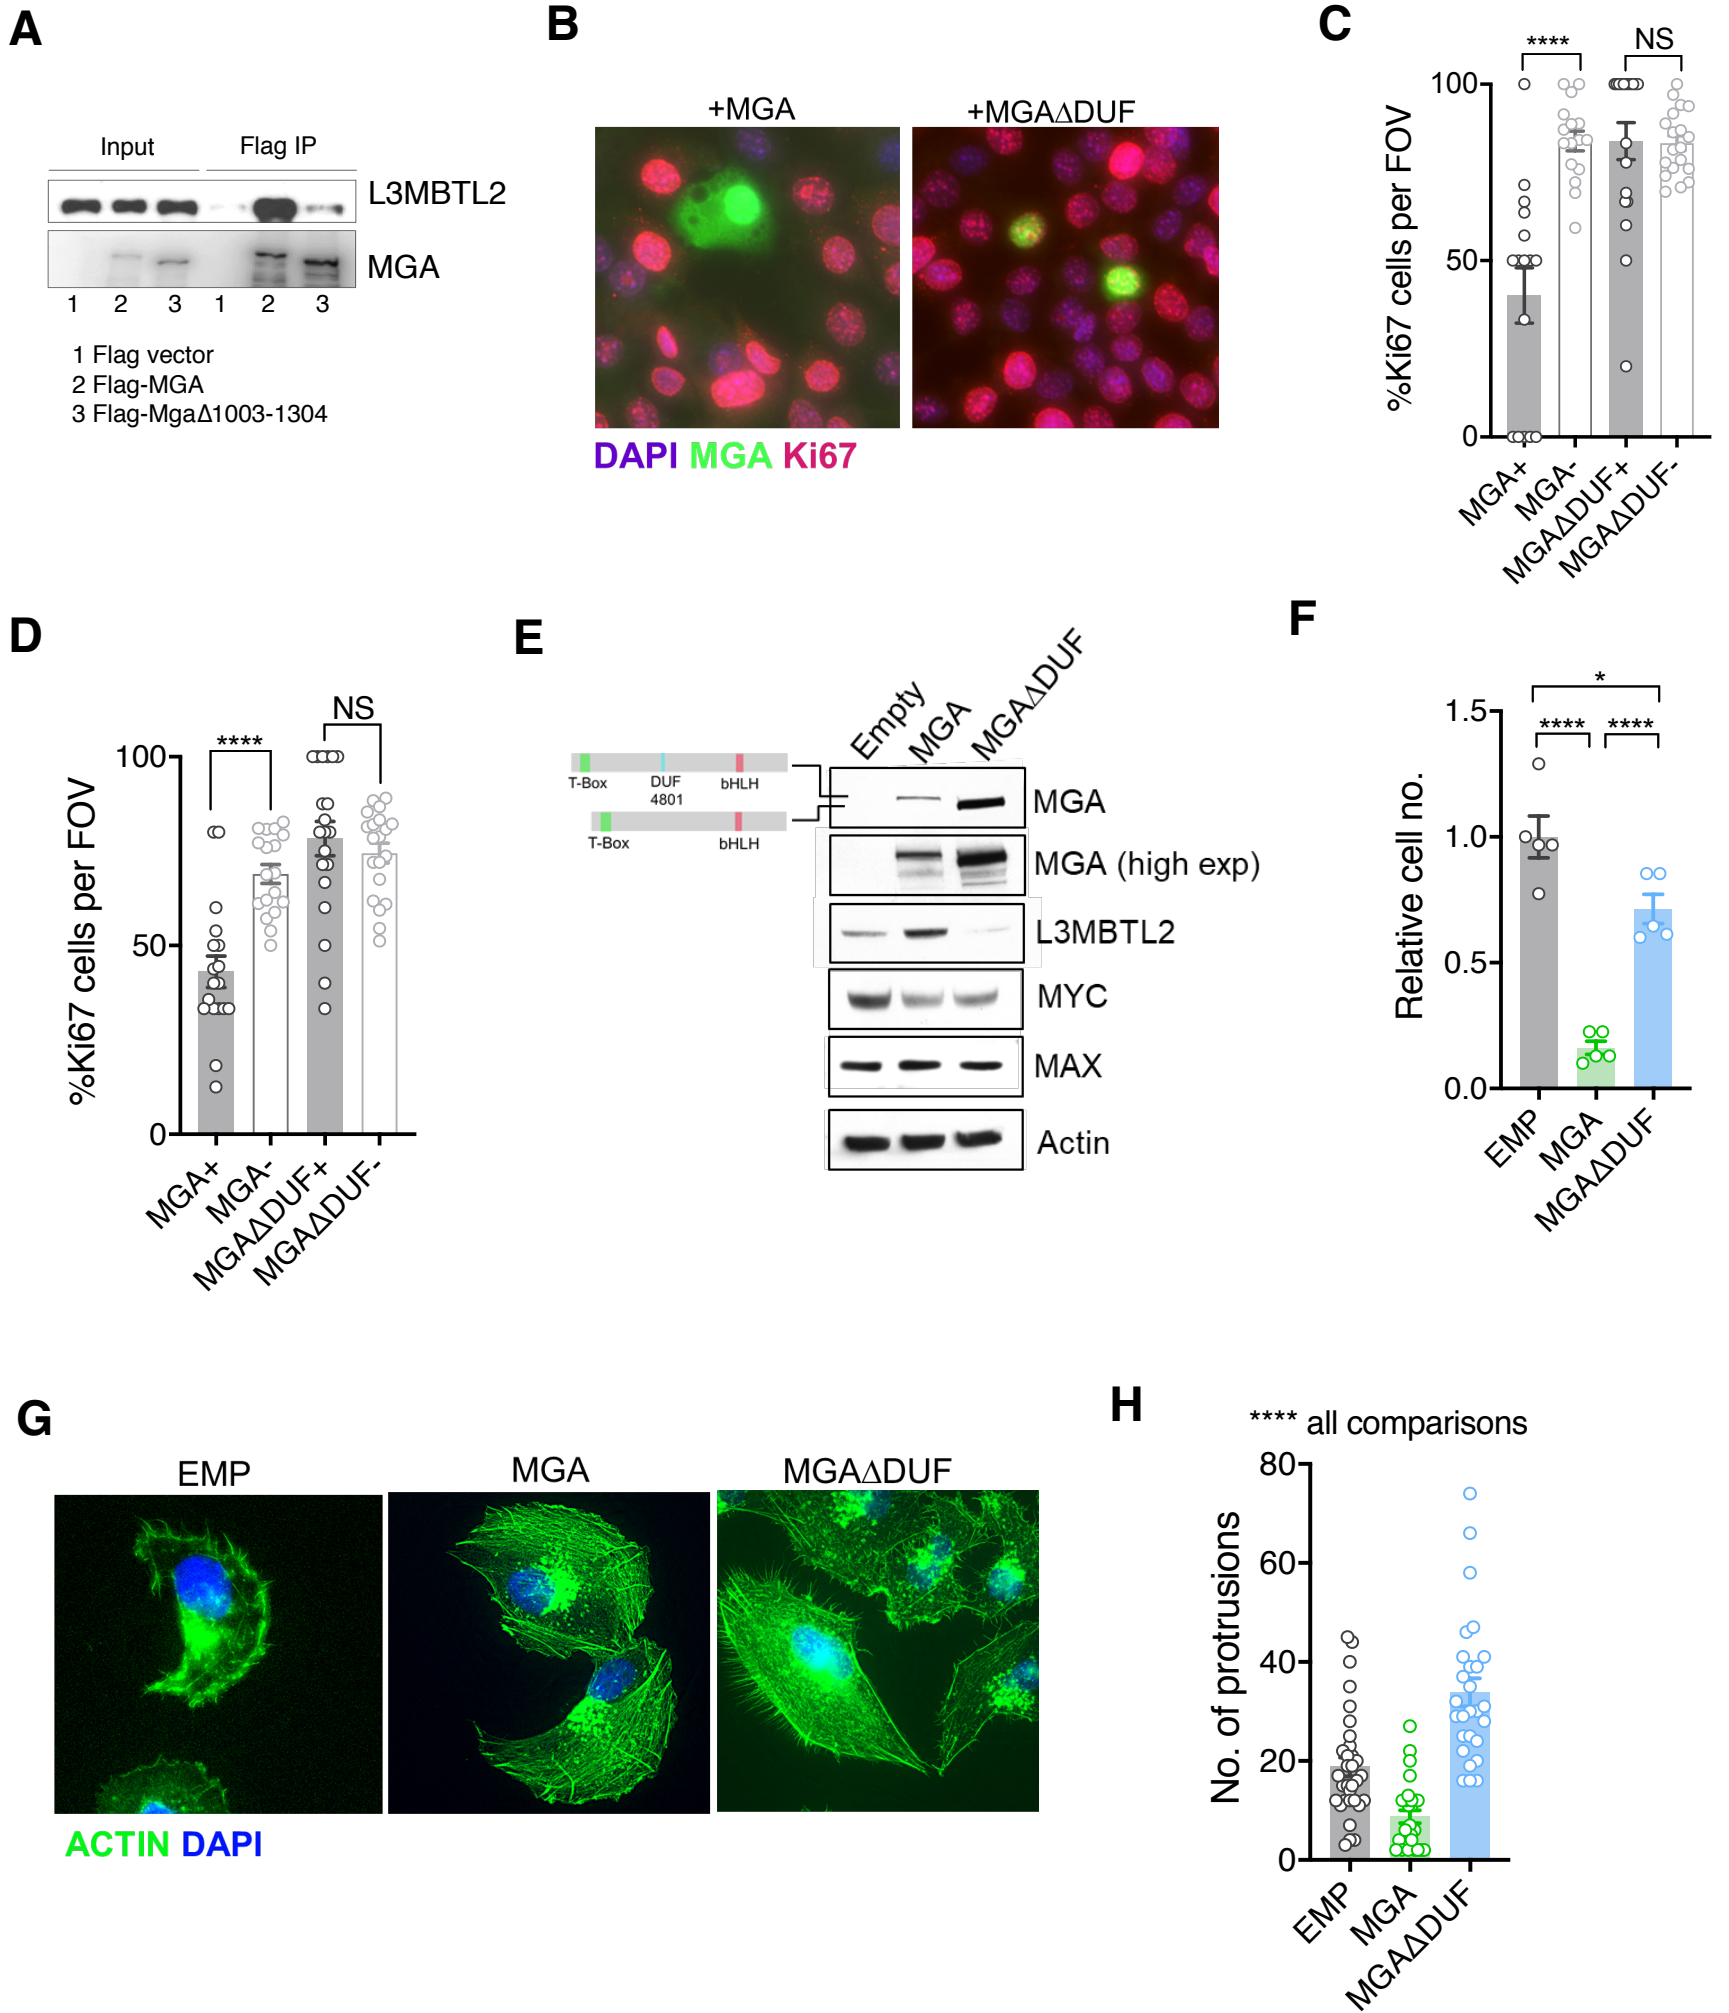 A
Input
Flag IP
L3MBTL2
MGA
1 2 3 1 2 3
1 Flag vector
2 Flag-MGA
3 Flag-MgaΔ1003-1304
B
+MGA
+MGAΔDUF
DAPI MGA Ki67
C
**** NS
%Ki67 cells per FOV
100
50
0
MGA+
MGA-
MGAΔDUF+
MGAΔDUF-
D
**** NS
%Ki67 cells per FOV
100
50
0
MGA+
MGA-
MGAΔDUF+
MGAΔDUF-
E
Empty
MGA
MGAΔDUF
T-Box
DUF
4801
bHLH
T-Box
bHLH
MGA
MGA (high exp)
L3MBTL2
MYC
MAX
Actin
F
*
**** ****
Relative cell no.
1.5
1.0
0.5
0.0
EMP
MGA
MGAΔDUF
G
EMP
MGA
MGAΔDUF
ACTIN DAPI
H
**** all comparisons
No. of protrusions
80
60
40
20
0
EMP
MGA
MGAΔDUF